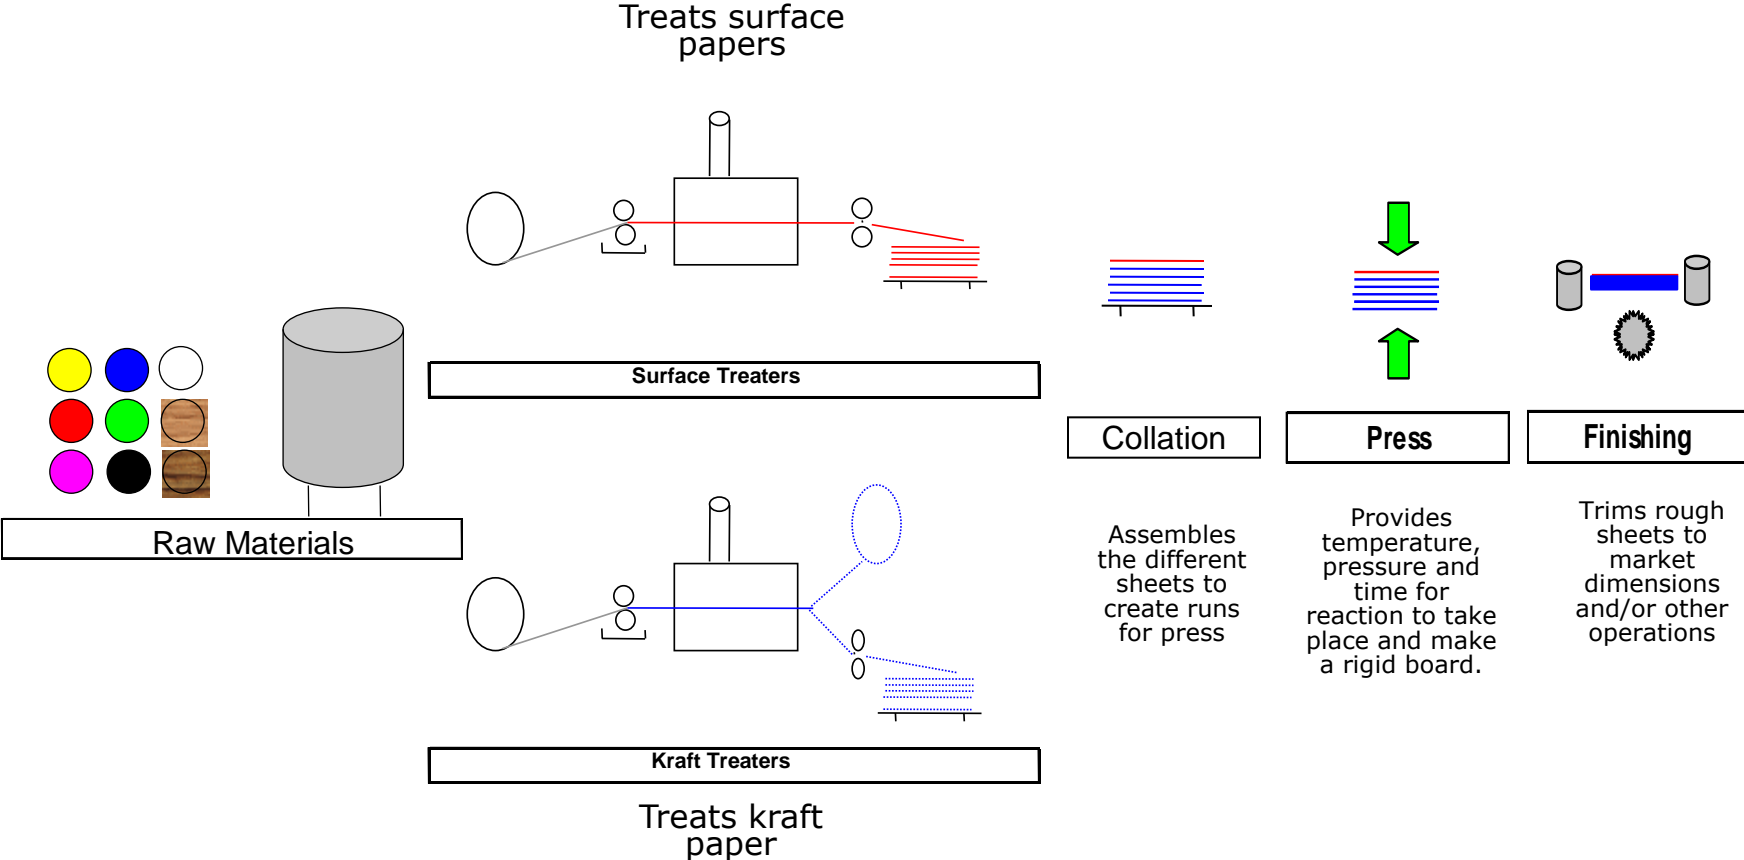 Treats surface
papers
Surface Treaters
Raw Materials
Kraft Treaters
Treats kraft
paper
Collation
Assembles
the different
sheets to
create runs
for press
Press
Provides
temperature,
pressure and
time for
reaction to take
place and make
a rigid board.
Finishing
Trims rough
sheets to
market
dimensions
and/or other
operations